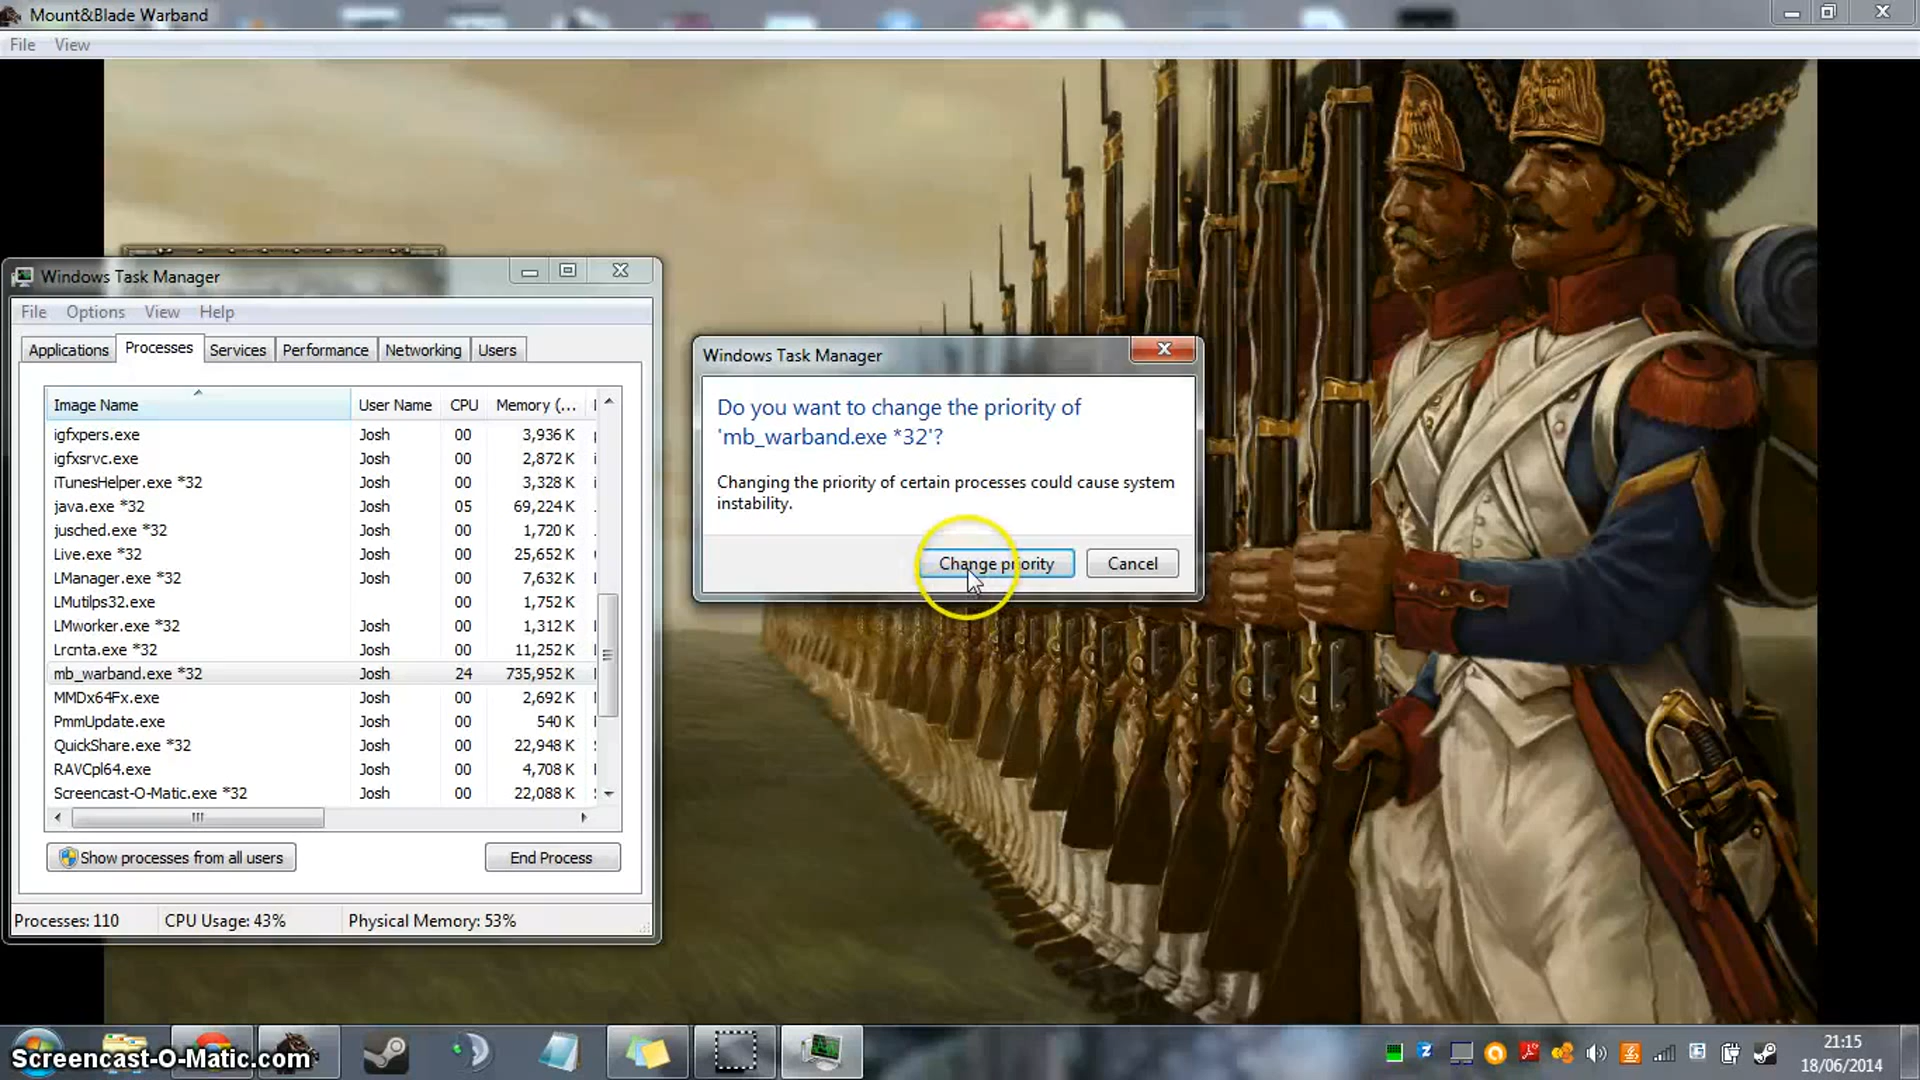 Mount&Blade Warband
File View
Windows Task Manager
File Options View Help
Applications Processes Services Performance Networking Users
Image Name User Name CPU Memory (...
igfxpers.exe Josh 00 3,936 K
igfxsrvc.exe Josh 00 2,872 K
iTunesHelper.exe *32 Josh 00 3,328 K
java.exe *32 Josh 05 69,224 K
jusched.exe *32 Josh 00 1,720 K
Live.exe *32 Josh 00 25,652 K
LManager.exe *32 Josh 00 7,632 K
LMutilps32.exe 00 1,752 K
LMworker.exe *32 Josh 00 1,312 K
Lrcnta.exe *32 Josh 00 11,252 K
mb_warband.exe *32 Josh 24 735,952 K
MMDx64Fx.exe Josh 00 2,692 K
PmmUpdate.exe Josh 00 540 K
QuickShare.exe *32 Josh 00 22,948 K
RAVCpl64.exe Josh 00 4,708 K
Screencast-O-Matic.exe *32 Josh 00 22,088 K
Show processes from all users End Process
Processes: 110 CPU Usage: 43% Physical Memory: 53%
Windows Task Manager
Do you want to change the priority of
'mb_warband.exe *32'?
Changing the priority of certain processes could cause system
instability.
Change priority Cancel
Screencast-O-Matic.com
21:15
18/06/2014